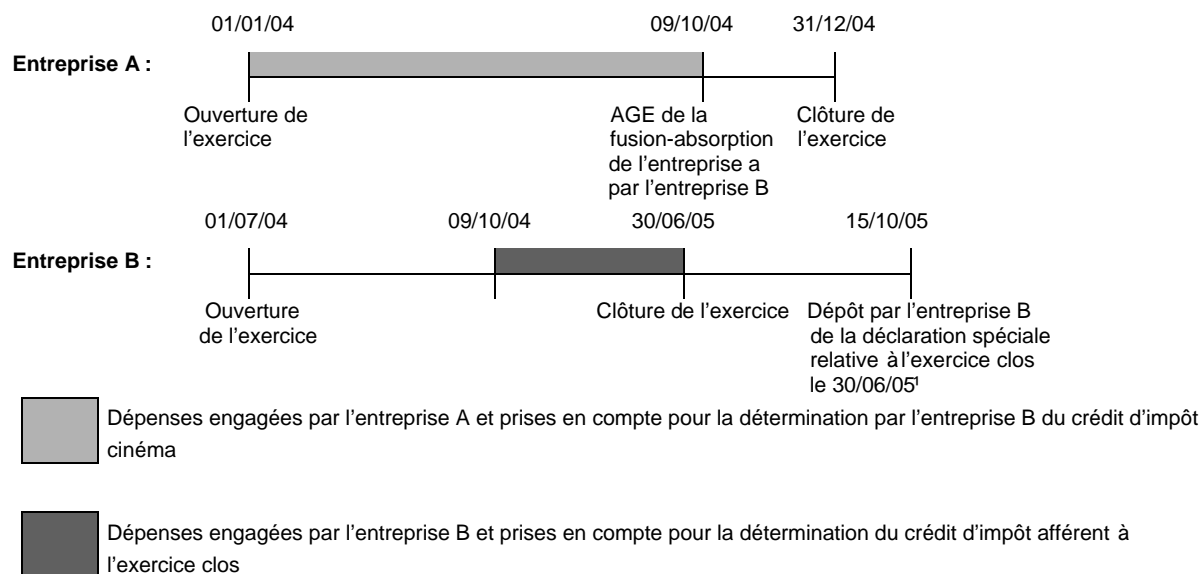 01/01/04 09/10/04 31/12/04
Entreprise A :
Ouverture de
l'exercice
AGE de la
fusion-absorption
de l'entreprise a
par l'entreprise B
Clôture de
l'exercice
01/07/04 09/10/04 30/06/05 15/10/05
Entreprise B :
Ouverture
de l'exercice
Clôture de l'exercice
Dépôt par l'entreprise B
de la déclaration spéciale
relative à l'exercice clos
le 30/06/05¹
Dépenses engagées par l'entreprise A et prises en compte pour la détermination par l'entreprise B du crédit d'impôt
cinéma
Dépenses engagées par l'entreprise B et prises en compte pour la détermination du crédit d'impôt afférent à
l'exercice clos